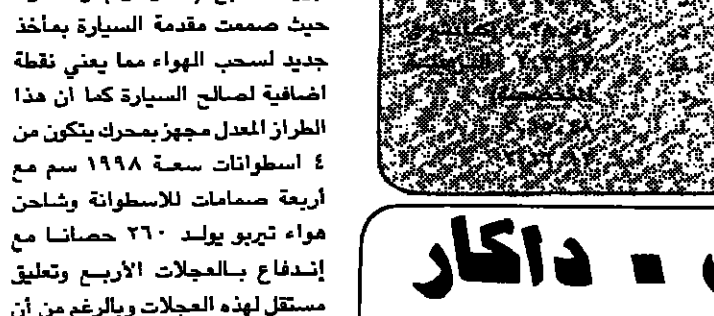 حيث صممت مقدمة السيارة بمأخذ
جديد لسحب الهواء مما يعني نقطة
اضافية لصالح السيارة كما ان هذا
الطراز المعدل مجهز بمحرك يتكون من
٤ اسطوانات سعة ١٩٩٨ سم مع
أربعة صمامات للاسطوانة وشاحن
هواء تيربو يولد ٢٦٠ حصانا مع
إندفاع بالعجلات الأربع وتعليق
مستقل لهذه العجلات وبالرغم من أن
داكار